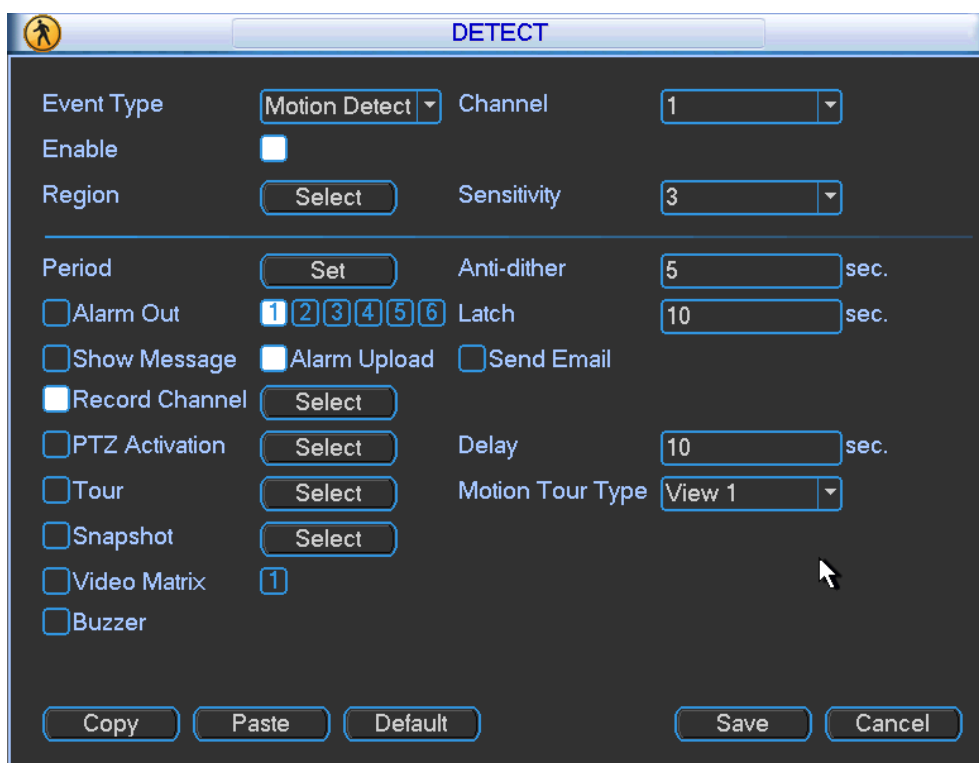 DETECT
Event Type Motion Detect Channel 1
Enable
Region Select Sensitivity 3
Period Set Anti-dither 5 sec.
Alarm Out 1 2 3 4 5 6 Latch 10 sec.
Show Message Alarm Upload Send Email
Record Channel Select
PTZ Activation Select Delay 10 sec.
Tour Select Motion Tour Type View 1
Snapshot Select
Video Matrix 1
Buzzer
Copy Paste Default Save Cancel